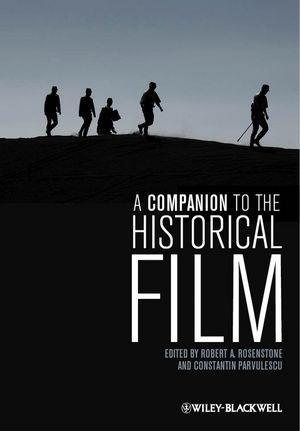 A COMPANION TO THE
HISTORICAL
FILM
EDITED BY ROBERT A. ROSENSTONE
AND CONSTANTIN PARVULESCU
WILEY-BLACKWELL